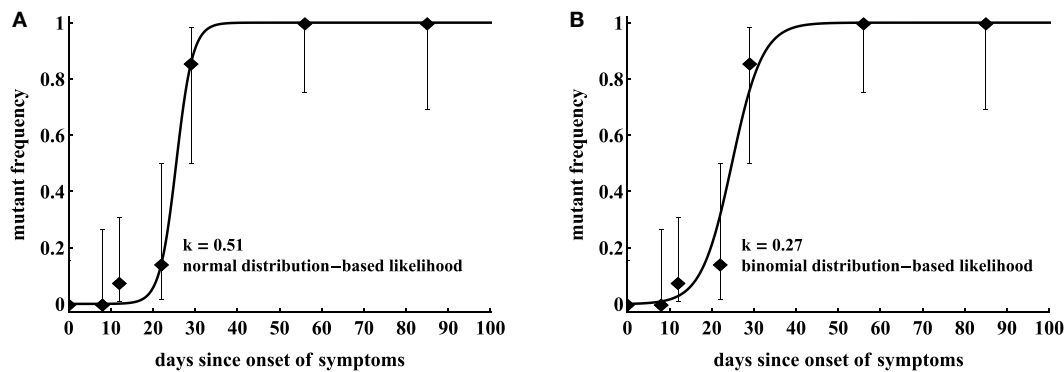 A
1
0.8
0.6
0.4
0.2
0
mutant frequency
k = 0.51
normal distribution−based likelihood
0 10 20 30 40 50 60 70 80 90 100
days since onset of symptoms
B
1
0.8
0.6
0.4
0.2
0
mutant frequency
k = 0.27
binomial distribution−based likelihood
0 10 20 30 40 50 60 70 80 90 100
days since onset of symptoms